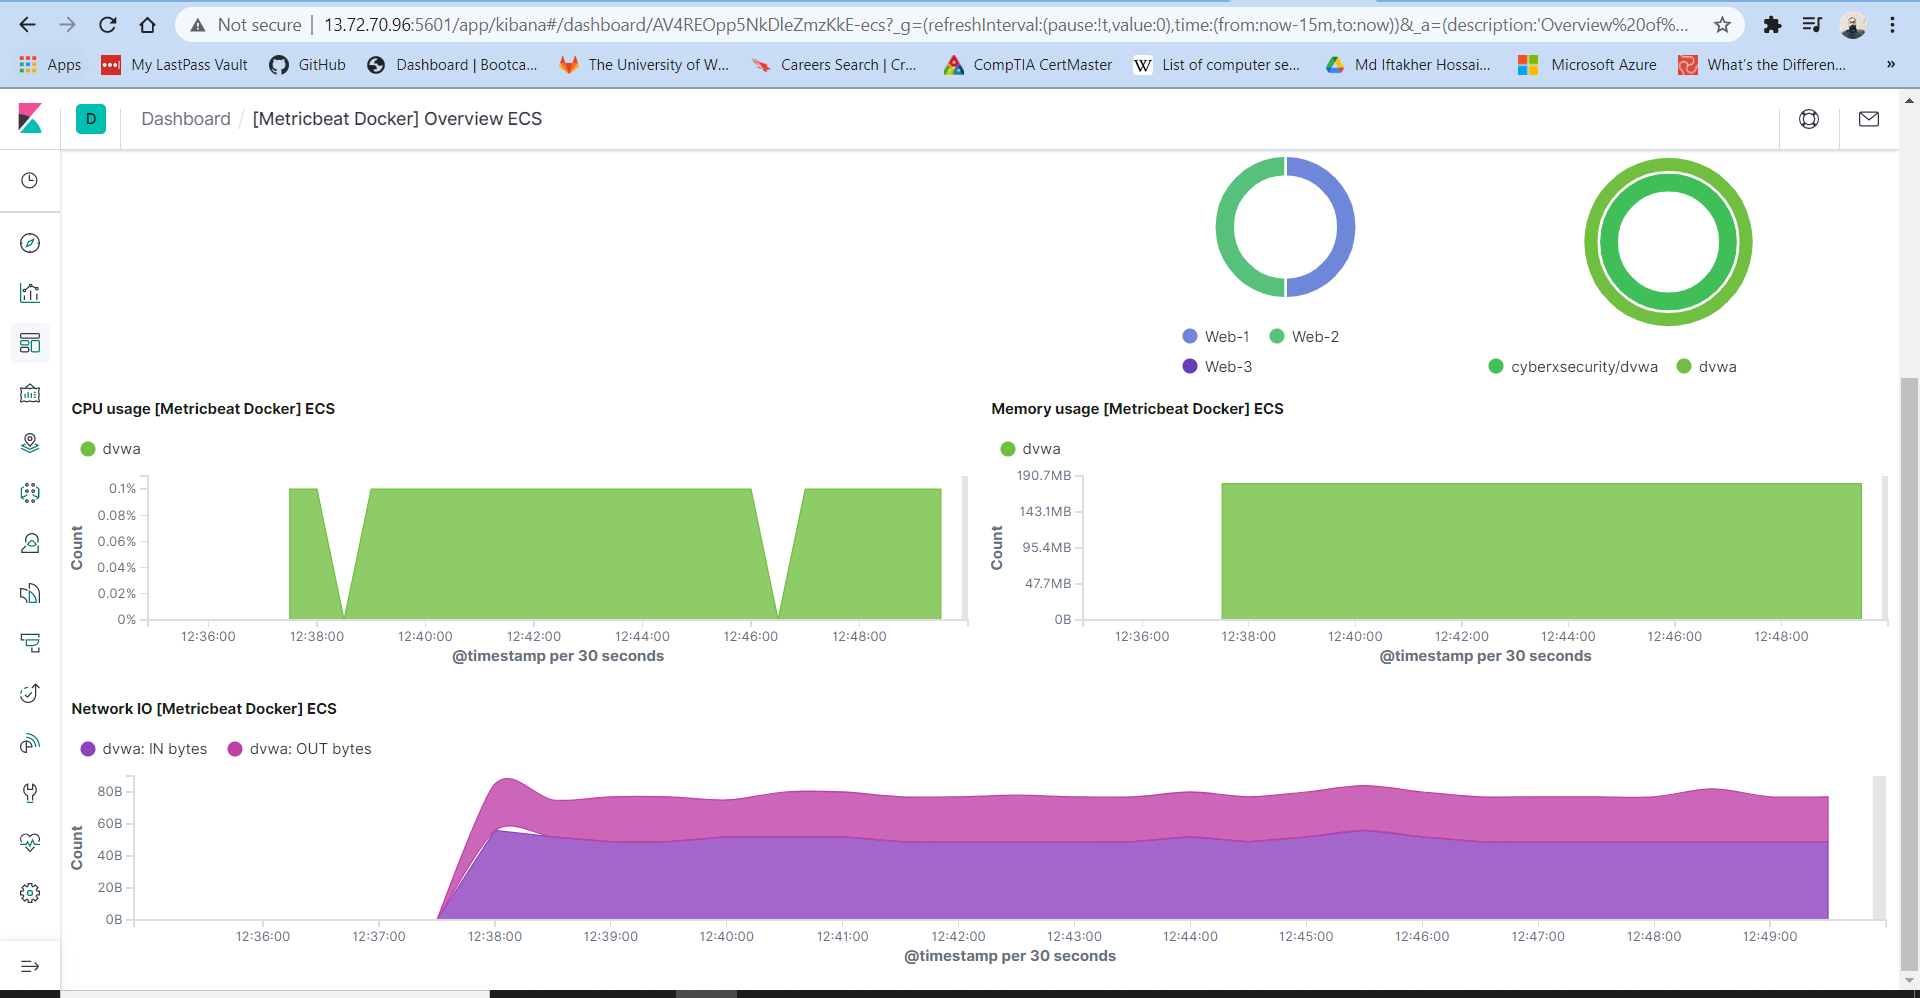 Not secure | 13.72.70.96:5601/app/kibana#/dashboard/AV4REOpp5NkDleZmzKkE-ecs?_g=(refreshInterval:(pause:!t,value:0),time:(from:now-15m,to:now))&_a=(description:'Overview%20of%...
Apps My LastPass Vault GitHub Dashboard | Bootca... The University of W... Careers Search | Cr... CompTIA CertMaster W List of computer se... Md Iftakher Hossai... Microsoft Azure What's the Differen... »
D Dashboard / [Metricbeat Docker] Overview ECS
Web-1 Web-2
Web-3
cyberxsecurity/dvwa dvwa
CPU usage [Metricbeat Docker] ECS
dvwa
Count
0.1%
0.08%
0.06%
0.04%
0.02%
0%
12:36:00 12:38:00 12:40:00 12:42:00 12:44:00 12:46:00 12:48:00
@timestamp per 30 seconds
Memory usage [Metricbeat Docker] ECS
dvwa
Count
190.7MB
143.1MB
95.4MB
47.7MB
0B
12:36:00 12:38:00 12:40:00 12:42:00 12:44:00 12:46:00 12:48:00
@timestamp per 30 seconds
Network IO [Metricbeat Docker] ECS
dvwa: IN bytes dvwa: OUT bytes
Count
80B
60B
40B
20B
0B
12:36:00 12:37:00 12:38:00 12:39:00 12:40:00 12:41:00 12:42:00 12:43:00 12:44:00 12:45:00 12:46:00 12:47:00 12:48:00 12:49:00
@timestamp per 30 seconds